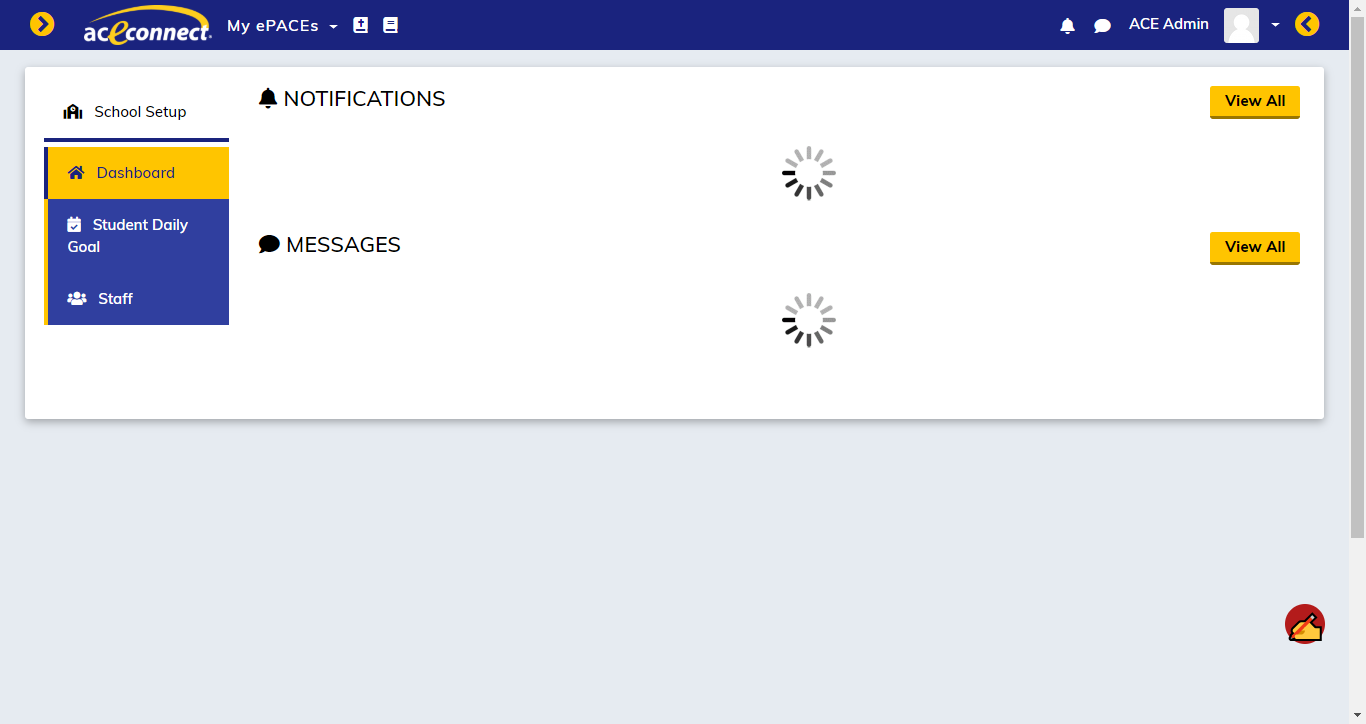 aceconnect.
My ePACEs
ACE Admin
School Setup
Dashboard
Student Daily
Goal
Staff
NOTIFICATIONS
View All
MESSAGES
View All